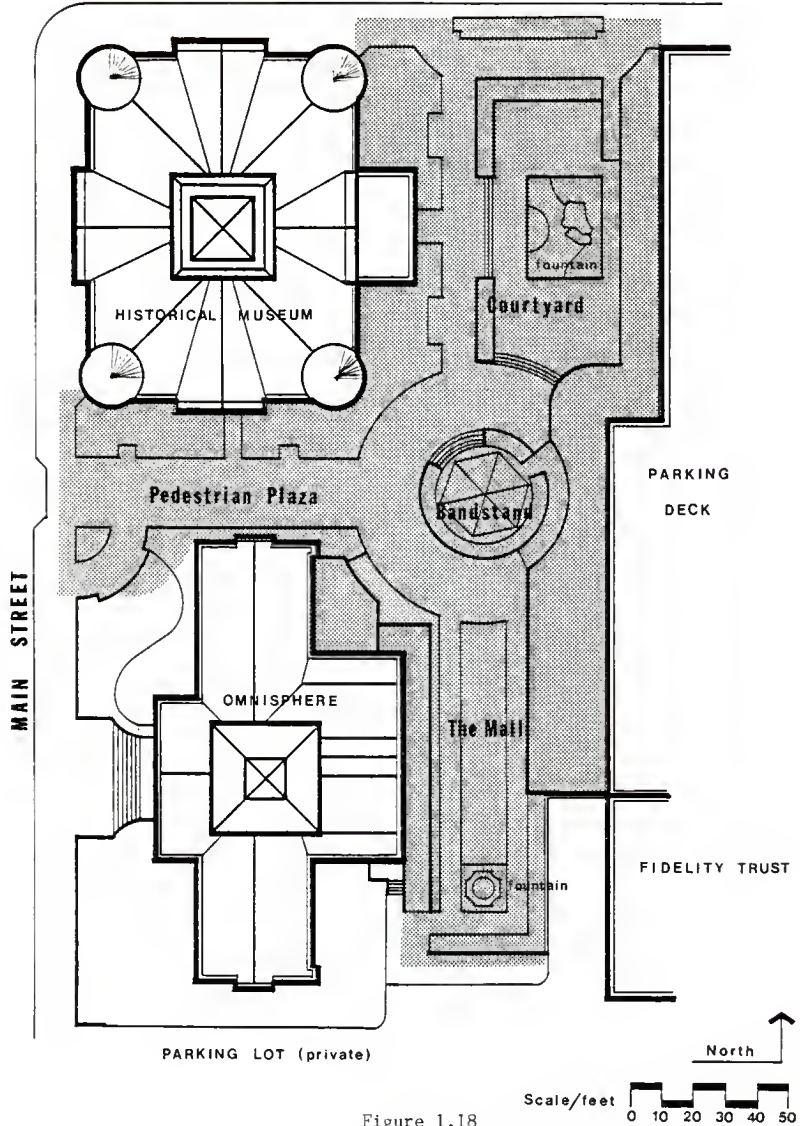 fountain
Courtyard
HISTORICAL MUSEUM
Pedestrian Plaza
Bandstand
PARKING
DECK
MAIN STREET
OMNISPHERE
The Mall
fountain
FIDELITY TRUST
PARKING LOT (private)
North
Scale/feet
0 10 20 30 40 50
Figure 1.18